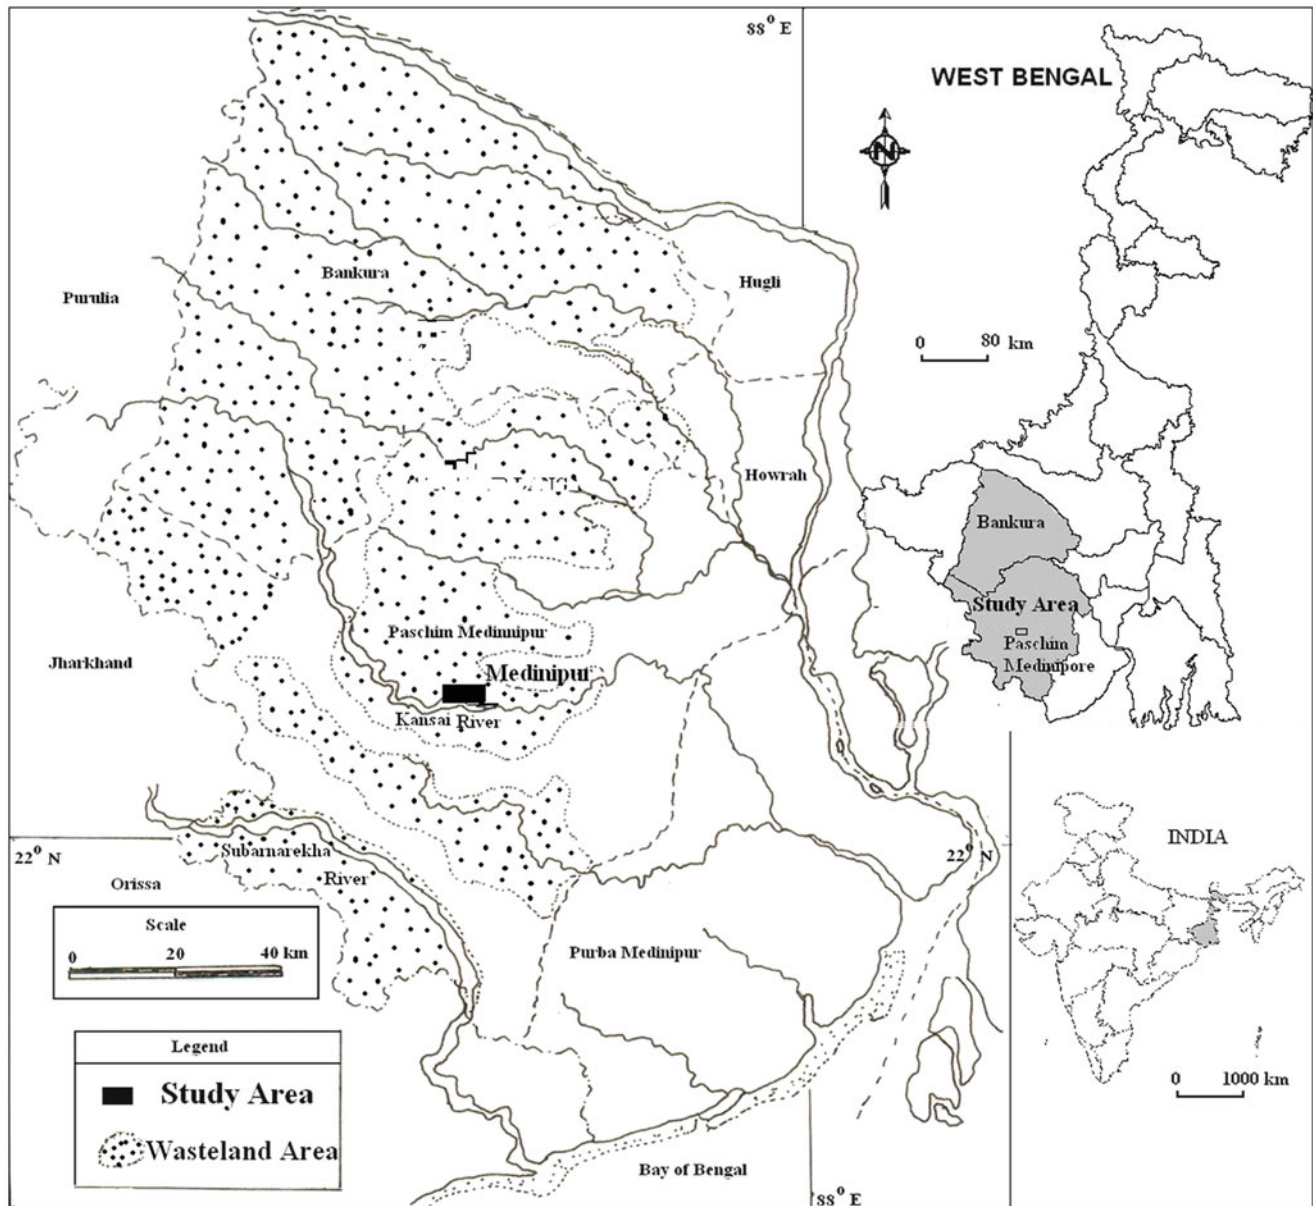 88° E
WEST BENGAL
N
Bankura
Purulia
Hugli
0 80 km
Howrah
Bankura
Study Area
Paschim
Medinipore
Paschim Medinnipur
Jharkhand
Medinipur
Kansai River
INDIA
22° N
22° N
Subarnarekha
River
Orissa
Scale
0 20 40 km
Purba Medinipur
Legend
Study Area
Wasteland Area
0 1000 km
Bay of Bengal
88° E